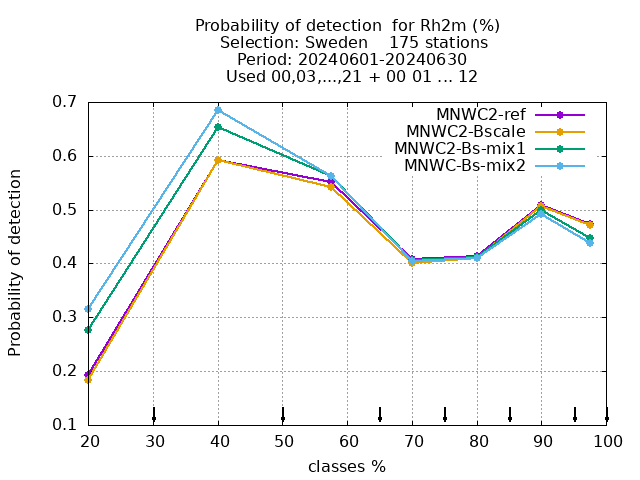 Probability of detection  for Rh2m (%)
Selection: Sweden    175 stations
Period: 20240601-20240630
Used 00,03,...,21 + 00 01 ... 12
MNWC2-ref
MNWC2-Bscale
MNWC2-Bs-mix1
MNWC-Bs-mix2
Probability of detection
0.7
0.6
0.5
0.4
0.3
0.2
0.1
20 30 40 50 60 70 80 90 100
classes %